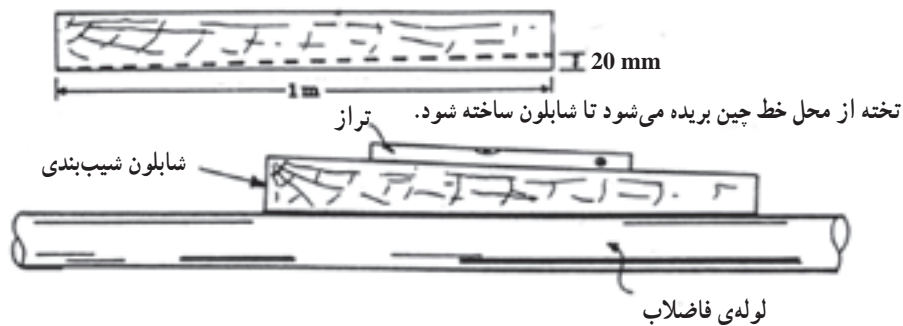 20 mm
1 m
تخته از محل خط چین بریده می‌شود تا شابلون ساخته شود.
تراز
شابلون شیب‌بندی
لوله‌ی فاضلاب